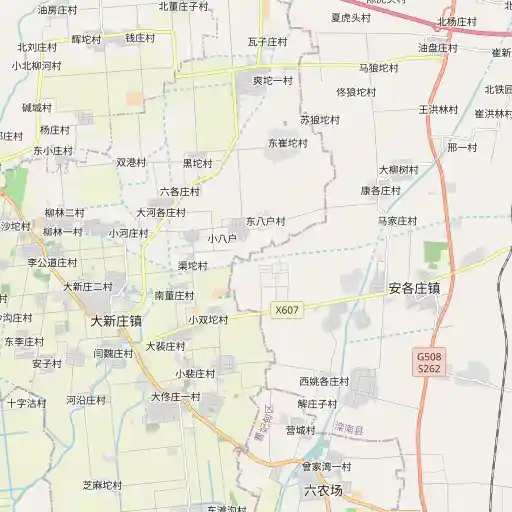 油房庄村
北董庄子村
夏虎头村
北杨庄村
北刘庄村
辉坨村
钱庄村
瓦子庄村
油盘庄村
小北柳河村
爽坨一村
马狼坨村
佟狼坨村
碱城村
王洪林村
崔洪林村
杨庄村
苏狼坨村
东小庄村
双港村
黑坨村
东崔坨村
邢一村
大柳树村
六各庄村
康各庄村
柳林二村
大河各庄村
东八户村
马家庄村
沙坨村
柳林一村
小河庄村
小八户
李公道庄村
渠坨村
大新庄二村
南董庄村
安各庄镇
X607
大新庄镇
小双坨村
东李庄村
闫魏庄村
大裴庄村
G508
S262
安子村
小裴庄村
西姚各庄村
十字沽村
河沿庄村
大佟庄一村
解庄子村
营城村
滦南县
曾家湾一村
芝麻坨村
六农场
东滩沟村